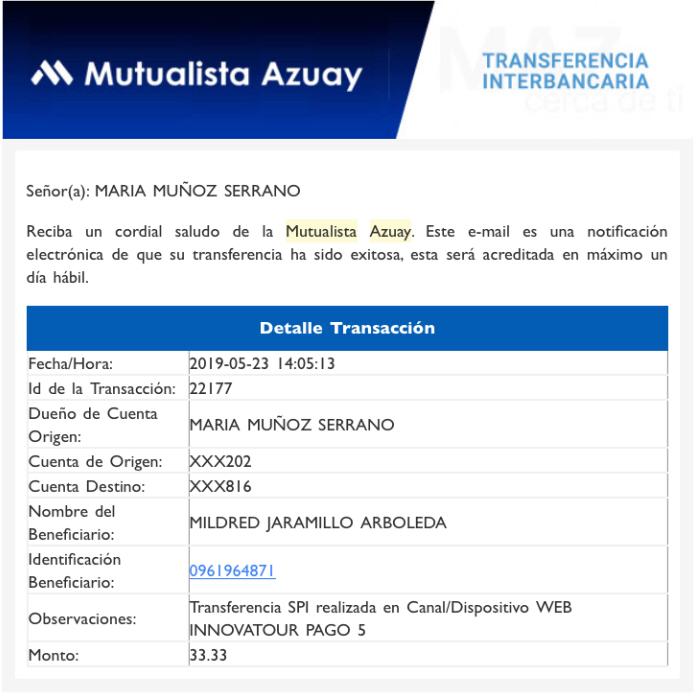 Mutualista Azuay
MAZ
TRANSFERENCIA
INTERBANCARIA
cerca de ti
Señor(a): MARIA MUÑOZ SERRANO
Reciba un cordial saludo de la Mutualista Azuay. Este e-mail es una notificación
electrónica de que su transferencia ha sido exitosa, esta será acreditada en máximo un
día hábil.
Detalle Transacción
Fecha/Hora: 2019-05-23 14:05:13
Id de la Transacción: 22177
Dueño de Cuenta
Origen: MARIA MUÑOZ SERRANO
Cuenta de Origen: XXX202
Cuenta Destino: XXX816
Nombre del
Beneficiario: MILDRED JARAMILLO ARBOLEDA
Identificación
Beneficiario: 0961964871
Observaciones: Transferencia SPI realizada en Canal/Dispositivo WEB
INNOVATOUR PAGO 5
Monto: 33.33